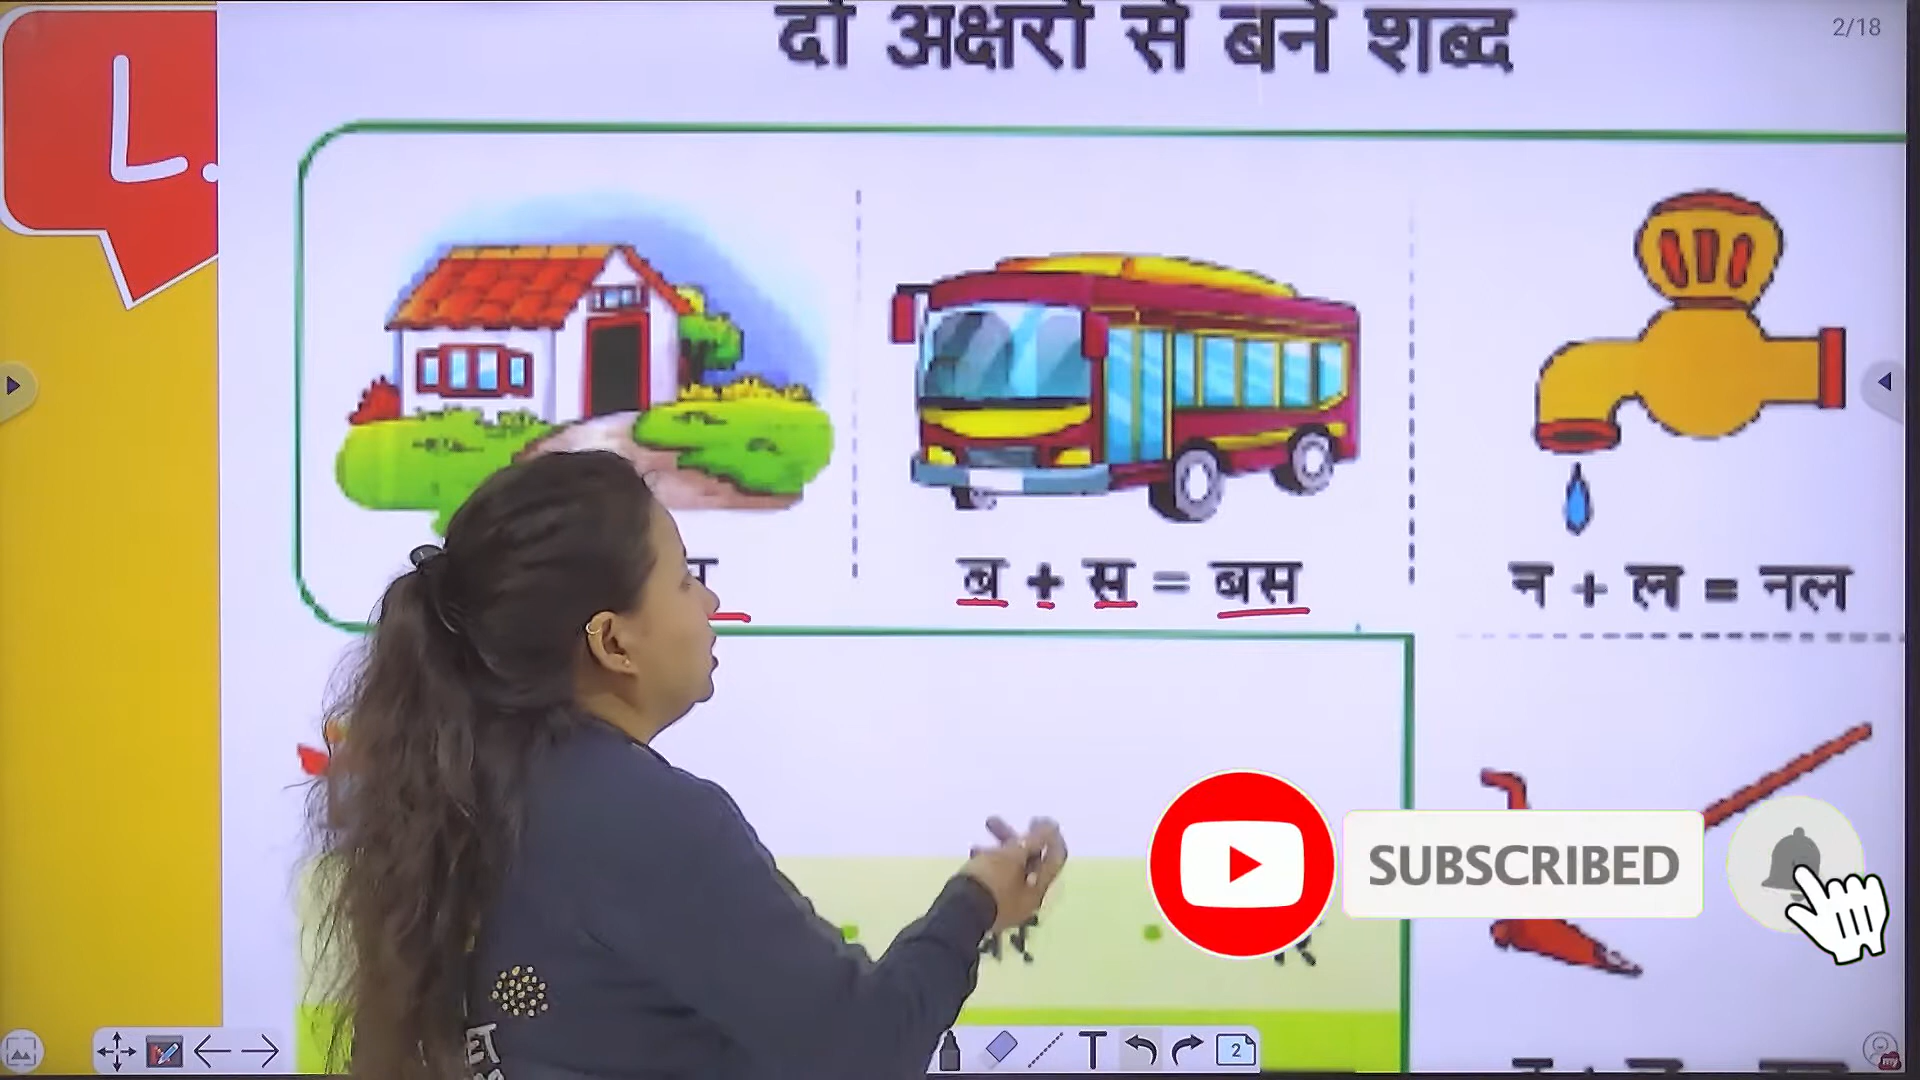 दो अक्षरों से बने शब्द
2/18
L.
ब + स = बस
न + ल = नल
SUBSCRIBED
T
2